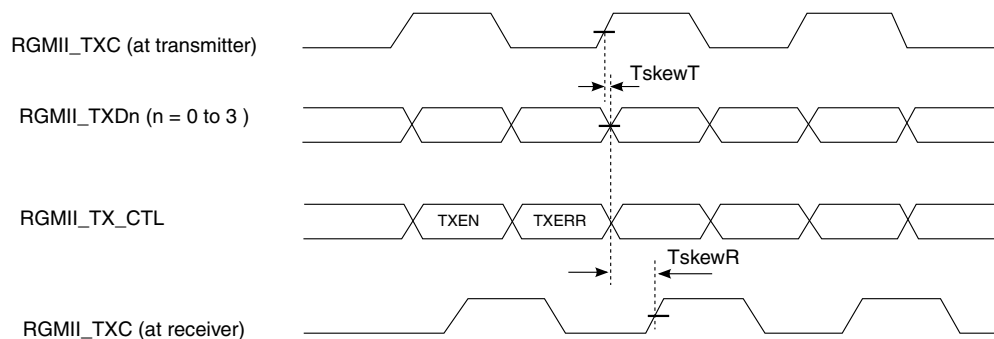 RGMII_TXC (at transmitter)
TskewT
RGMII_TXDn (n = 0 to 3 )
RGMII_TX_CTL
TXEN
TXERR
TskewR
RGMII_TXC (at receiver)